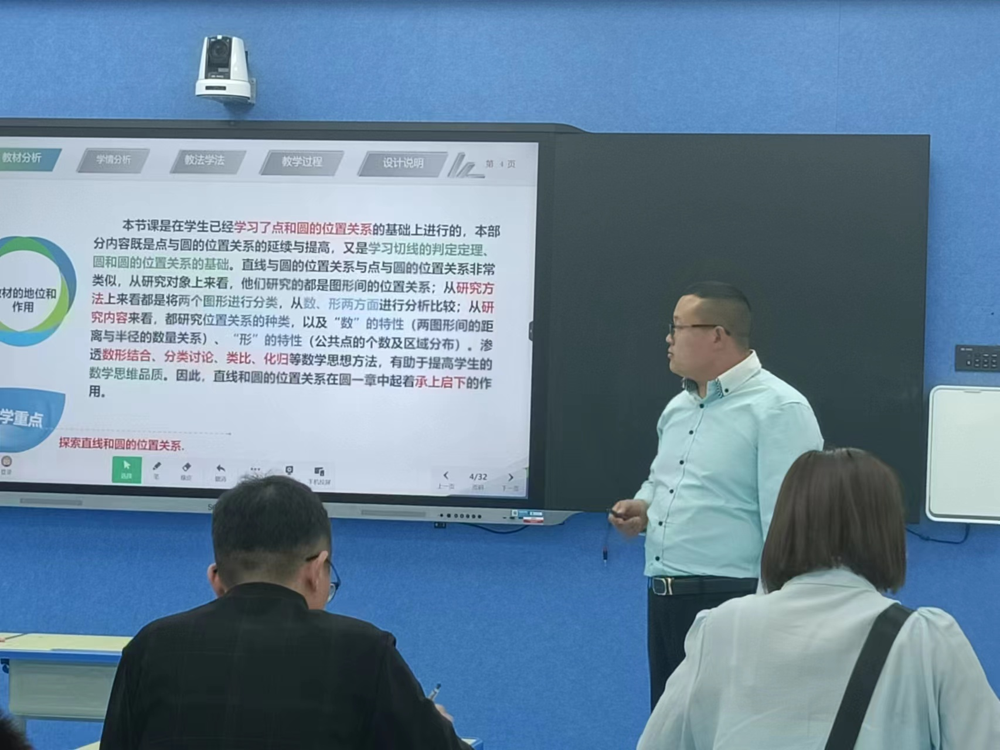 教材分析 学情分析 教法学法 教学过程 设计说明 第 4 页
本节课是在学生已经学习了点和圆的位置关系的基础上进行的，本部
分内容既是点与圆的位置关系的延续与提高，又是学习切线的判定定理、
圆和圆的位置关系的基础。直线与圆的位置关系与点与圆的位置关系非常
类似，从研究对象上来看，他们研究的都是图形间的位置关系；从研究方
法上来看都是将两个图形进行分类，从数、形两方面进行分析比较；从研
究内容来看，都研究位置关系的种类，以及“数”的特性（两图形间的距
离与半径的数量关系）、“形”的特性（公共点的个数及区域分布）。渗
透数形结合、分类讨论、类比、化归等数学思想方法，有助于提高学生的
数学思维品质。因此，直线和圆的位置关系在圆一章中起着承上启下的作
用。
材的地位和
作用
学重点
探索直线和圆的位置关系.
登录
选择 笔 橡皮 撤消 手机投屏
上一页 4/32 页码 下一页